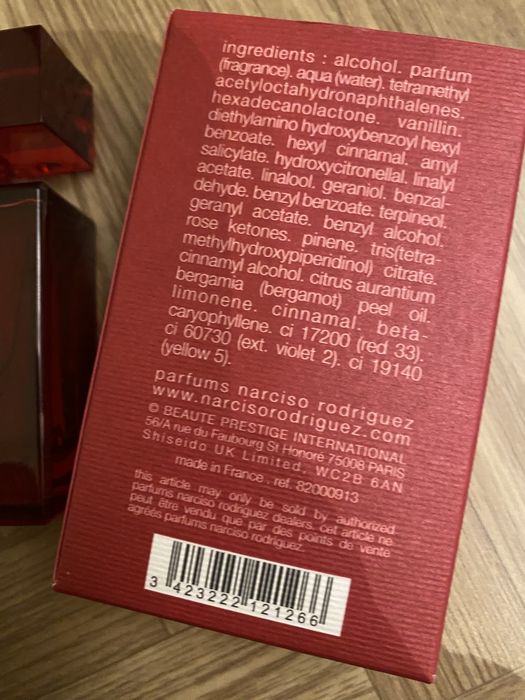 ingredients : alcohol. parfum
(fragrance). aqua (water). tetramethyl
acetyloctahydronaphthalenes.
hexadecanolactone. vanillin.
diethylamino hydroxybenzoyl hexyl
benzoate. hexyl cinnamal. amyl
salicylate. hydroxycitronellal. linalyl
acetate. linalool. geraniol. benzal-
dehyde. benzyl benzoate. terpineol.
geranyl acetate. benzyl alcohol.
rose ketones. pinene. tris(tetra-
methylhydroxypiperidinol) citrate.
cinnamyl alcohol. citrus aurantium
bergamia (bergamot) peel oil.
limonene. cinnamal. beta-
caryophyllene. ci 17200 (red 33).
ci 60730 (ext. violet 2). ci 19140
(yellow 5).
parfums narciso rodriguez
www.narcisorodriguez.com
© BEAUTE PRESTIGE INTERNATIONAL
56/A rue du Faubourg St Honoré 75008 PARIS
Shiseido UK Limited, WC2B 6AN
made in France . ref. 82000913
this article may only be sold by authorized
parfums narciso rodriguez dealers. cet article ne
peut être vendu que par des points de vente
agréés parfums narciso rodriguez.
3 423222 121266